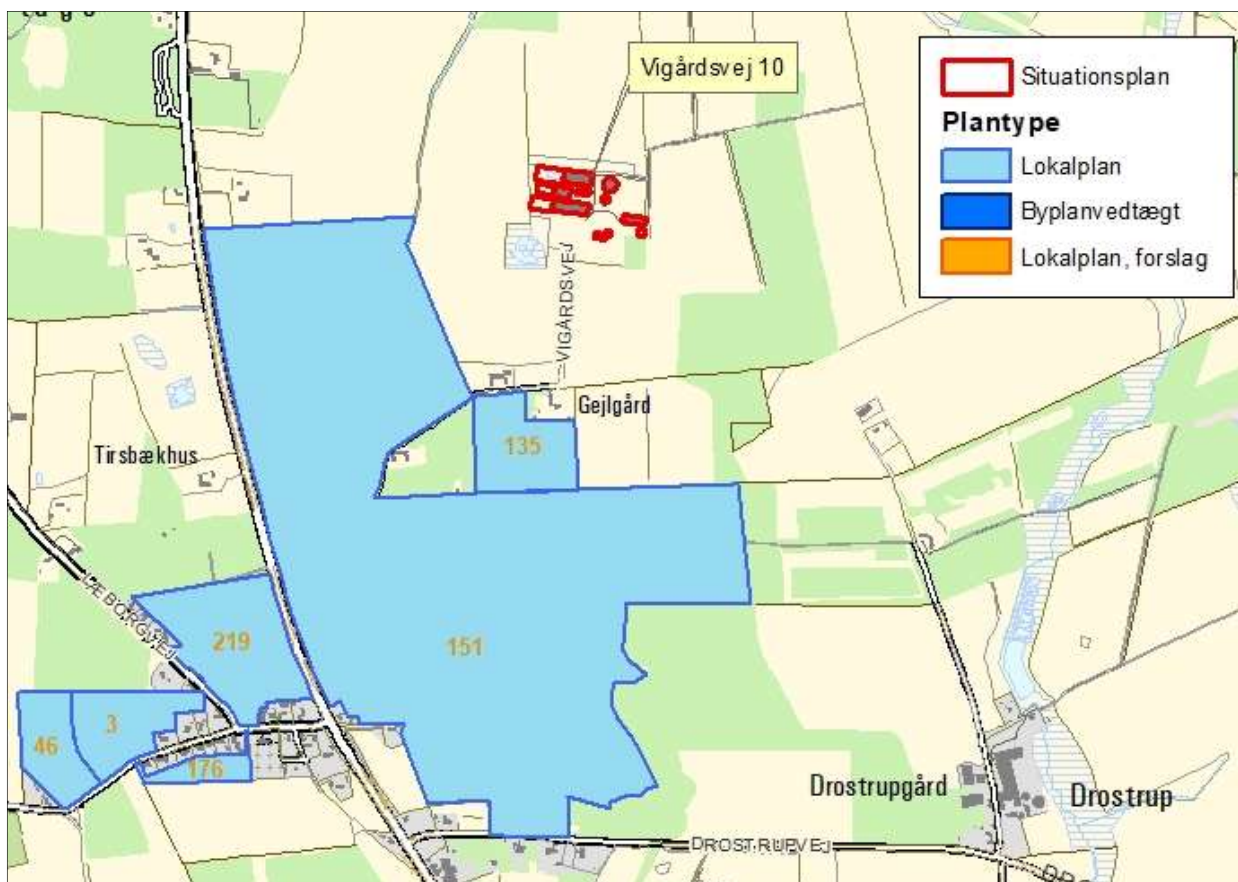 Vigårdsvej 10
Situationsplan
Plantype
Lokalplan
Byplanvedtægt
Lokalplan, forslag
VIGÅRDSVEJ
Gejlgård
135
Tirsbækhus
LÆBORGVEJ
219
151
46
3
176
Drostrupgård
Drostrup
DROSTRUPVEJ